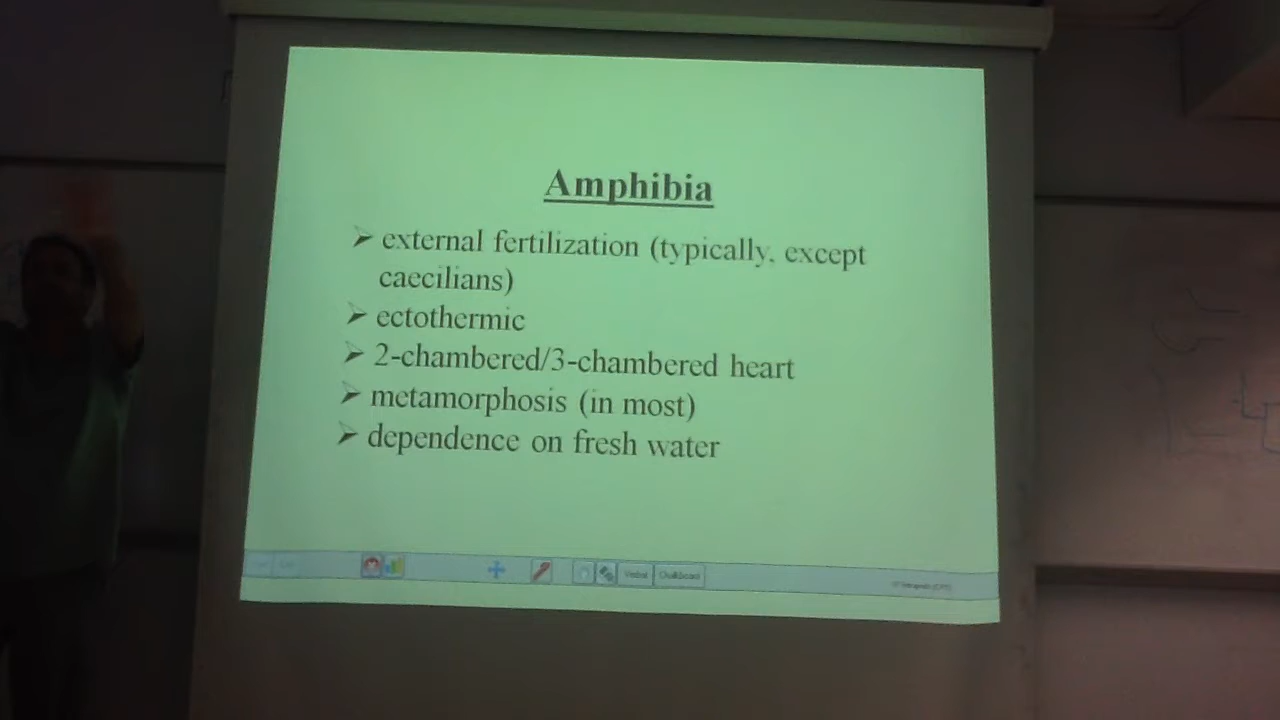 Amphibia
➢ external fertilization (typically, except
caecilians)
➢ ectothermic
➢ 2-chambered/3-chambered heart
➢ metamorphosis (in most)
➢ dependence on fresh water
Chalkboard